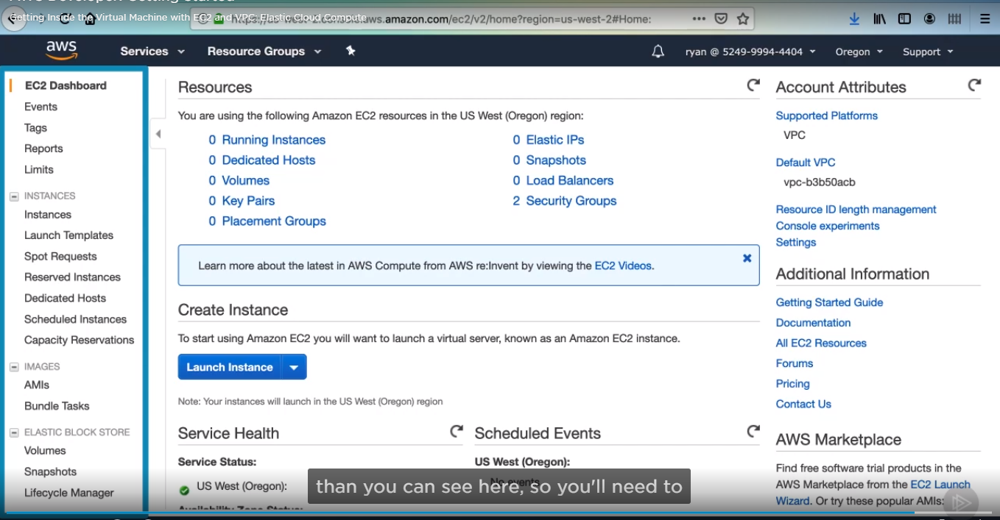 AWS Developer: Getting Started
Getting Inside the Virtual Machine with EC2 and VPC: Elastic Cloud Compute
https://us-west-2.console.aws.amazon.com/ec2/v2/home?region=us-west-2#Home:
aws
Services
Resource Groups
ryan @ 5249-9994-4404
Oregon
Support
EC2 Dashboard
Events
Tags
Reports
Limits
INSTANCES
Instances
Launch Templates
Spot Requests
Reserved Instances
Dedicated Hosts
Scheduled Instances
Capacity Reservations
IMAGES
AMIs
Bundle Tasks
ELASTIC BLOCK STORE
Volumes
Snapshots
Lifecycle Manager
Resources
You are using the following Amazon EC2 resources in the US West (Oregon) region:
0 Running Instances
0 Dedicated Hosts
0 Volumes
0 Key Pairs
0 Placement Groups
0 Elastic IPs
0 Snapshots
0 Load Balancers
2 Security Groups
Learn more about the latest in AWS Compute from AWS re:Invent by viewing the EC2 Videos.
Create Instance
To start using Amazon EC2 you will want to launch a virtual server, known as an Amazon EC2 instance.
Launch Instance
Note: Your instances will launch in the US West (Oregon) region
Service Health
Service Status:
US West (Oregon):
Availability Zone Status:
Scheduled Events
US West (Oregon):
No events
than you can see here, so you'll need to
Account Attributes
Supported Platforms
VPC
Default VPC
vpc-b3b50acb
Resource ID length management
Console experiments
Settings
Additional Information
Getting Started Guide
Documentation
All EC2 Resources
Forums
Pricing
Contact Us
AWS Marketplace
Find free software trial products in the
AWS Marketplace from the EC2 Launch
Wizard. Or try these popular AMIs: